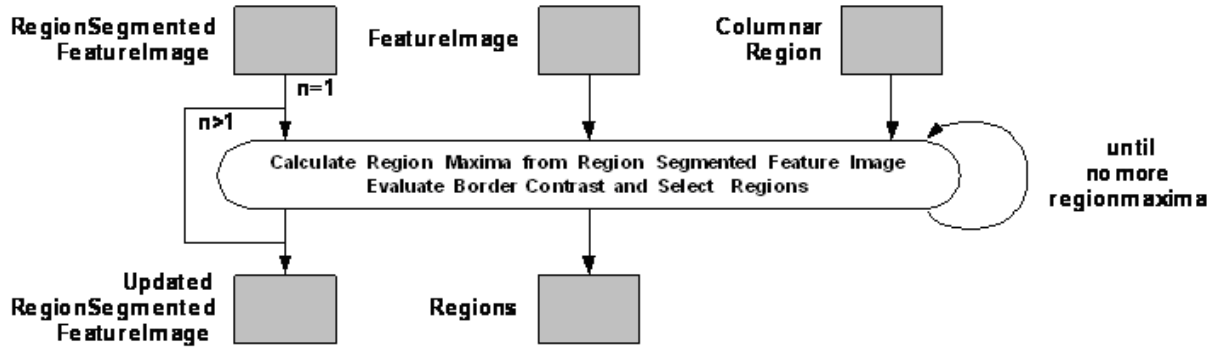 RegionSegmented
FeatureImage
FeatureImage
Columnar
Region
n=1
n>1
Calculate Region Maxima from Region Segmented Feature Image
Evaluate Border Contrast and Select Regions
until
no more
regionmaxima
Updated
RegionSegmented
FeatureImage
Regions